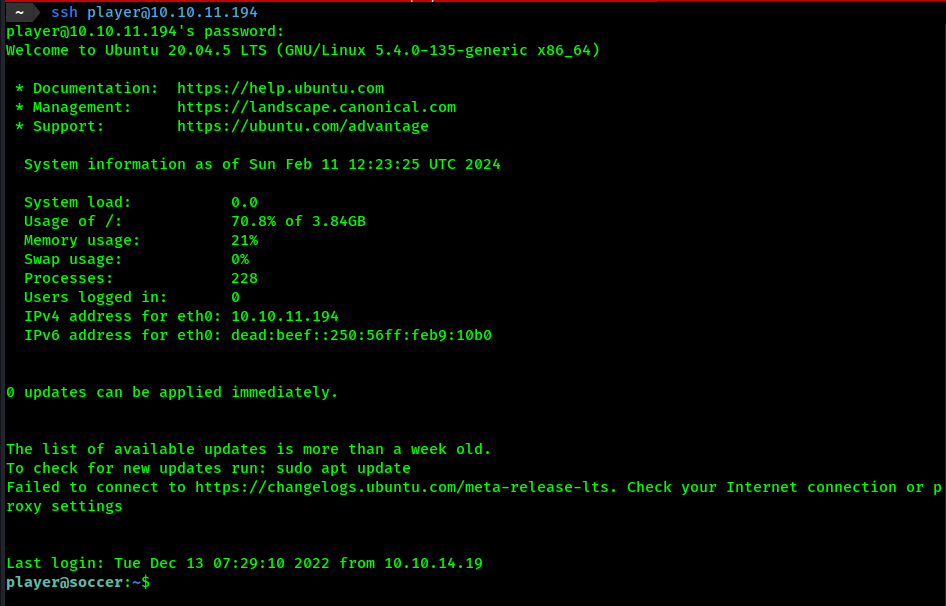 ~ ssh player@10.10.11.194
player@10.10.11.194's password:
Welcome to Ubuntu 20.04.5 LTS (GNU/Linux 5.4.0-135-generic x86_64)
* Documentation:  https://help.ubuntu.com
* Management:     https://landscape.canonical.com
* Support:        https://ubuntu.com/advantage
System information as of Sun Feb 11 12:23:25 UTC 2024
System load:           0.0
Usage of /:            70.8% of 3.84GB
Memory usage:          21%
Swap usage:            0%
Processes:             228
Users logged in:       0
IPv4 address for eth0: 10.10.11.194
IPv6 address for eth0: dead:beef::250:56ff:feb9:10b0
0 updates can be applied immediately.
The list of available updates is more than a week old.
To check for new updates run: sudo apt update
Failed to connect to https://changelogs.ubuntu.com/meta-release-lts. Check your Internet connection or p
roxy settings
Last login: Tue Dec 13 07:29:10 2022 from 10.10.14.19
player@soccer:~$